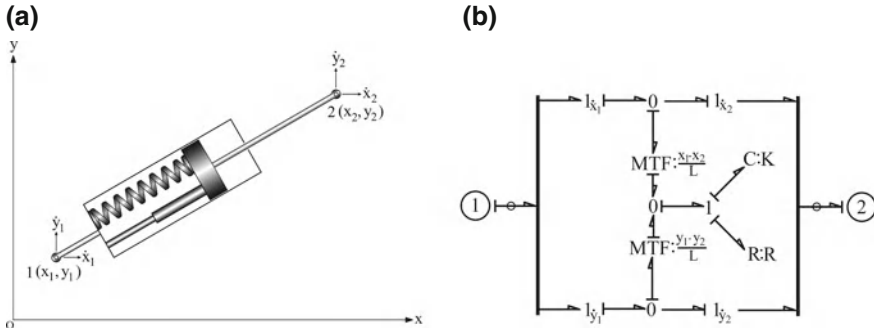 (a)
y
ẏ₂
ẋ₂
2 (x₂, y₂)
ẏ₁
ẋ₁
1 (x₁, y₁)
O
x
(b)
1ẋ₁ 0 1ẋ₂
MTF: x₁-x₂/L
C:K
1 0 1 2
MTF: y₁-y₂/L
R:R
1ẏ₁ 0 1ẏ₂